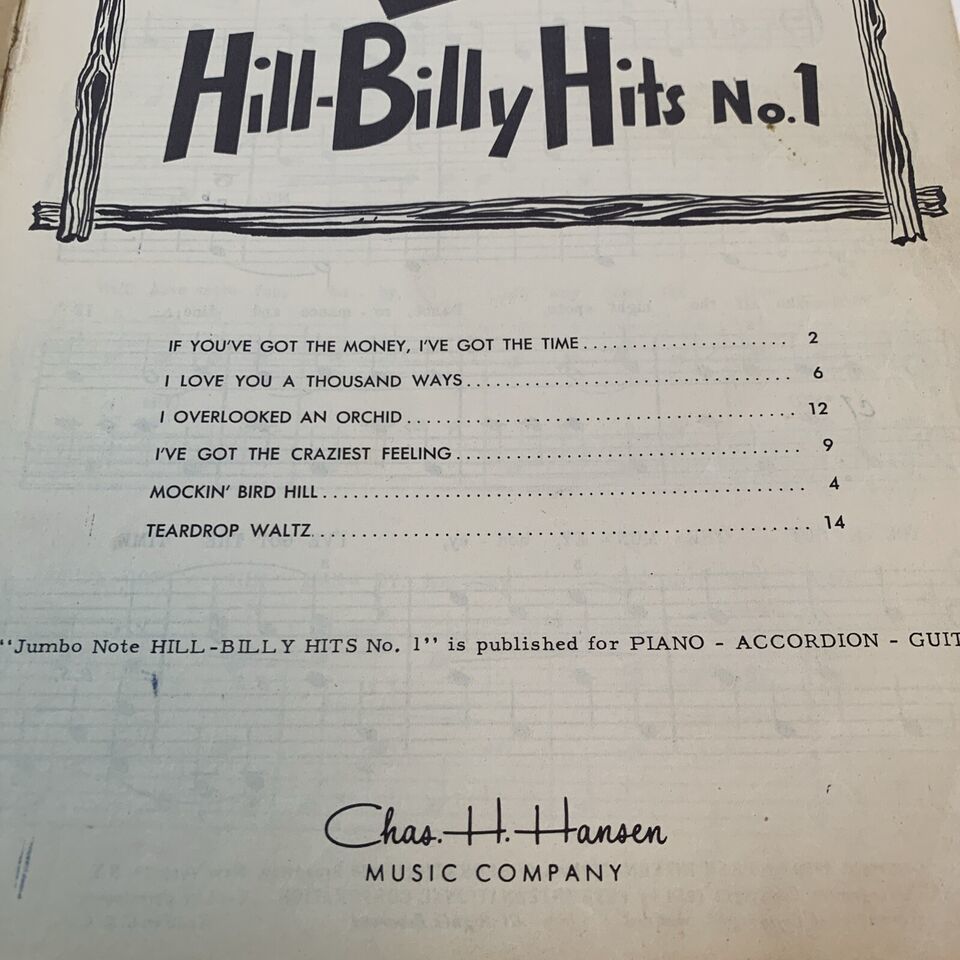 Hill-Billy Hits No.1
IF YOU'VE GOT THE MONEY, I'VE GOT THE TIME........................ 2
I LOVE YOU A THOUSAND WAYS..................................... 6
I OVERLOOKED AN ORCHID............................................ 12
I'VE GOT THE CRAZIEST FEELING...................................... 9
MOCKIN' BIRD HILL..................................................... 4
TEARDROP WALTZ....................................................... 14
"Jumbo Note HILL-BILLY HITS No. 1" is published for PIANO - ACCORDION - GUIT
Chas. H. Hansen
MUSIC COMPANY